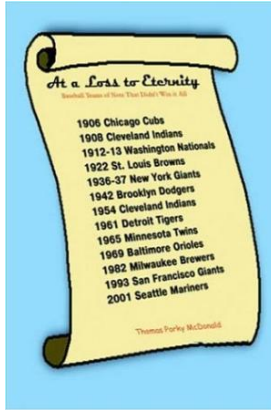 At a Loss to Eternity
Baseball Teams of Note That Didn't Win it All
1906 Chicago Cubs
1908 Cleveland Indians
1912-13 Washington Nationals
1922 St. Louis Browns
1936-37 New York Giants
1942 Brooklyn Dodgers
1954 Cleveland Indians
1961 Detroit Tigers
1965 Minnesota Twins
1969 Baltimore Orioles
1982 Milwaukee Brewers
1993 San Francisco Giants
2001 Seattle Mariners
Thomas Porky McDonald